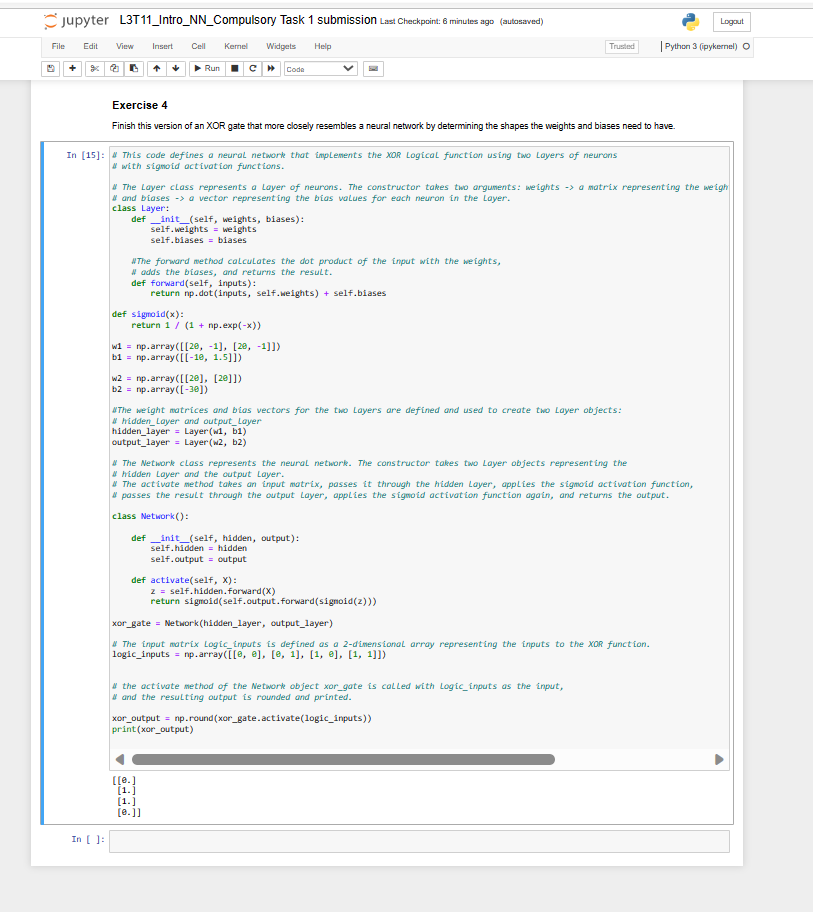 jupyter L3T11_Intro_NN_Compulsory Task 1 submission Last Checkpoint: 6 minutes ago (autosaved) Logout
File Edit View Insert Cell Kernel Widgets Help Trusted Python 3 (ipykernel)
Run Code
Exercise 4
Finish this version of an XOR gate that more closely resembles a neural network by determining the shapes the weights and biases need to have.
In [15]: # This code defines a neural network that implements the XOR logical function using two layers of neurons
# with sigmoid activation functions.
# The Layer class represents a layer of neurons. The constructor takes two arguments: weights -> a matrix representing the weigh
# and biases -> a vector representing the bias values for each neuron in the layer.
class Layer:
    def __init__(self, weights, biases):
        self.weights = weights
        self.biases = biases
    #The forward method calculates the dot product of the input with the weights,
    # adds the biases, and returns the result.
    def forward(self, inputs):
        return np.dot(inputs, self.weights) + self.biases
def sigmoid(x):
    return 1 / (1 + np.exp(-x))
w1 = np.array([[20, -1], [20, -1]])
b1 = np.array([[-10, 1.5]])
w2 = np.array([[20], [20]])
b2 = np.array([-30])
#The weight matrices and bias vectors for the two layers are defined and used to create two Layer objects:
# hidden_layer and output_layer
hidden_layer = Layer(w1, b1)
output_layer = Layer(w2, b2)
# The Network class represents the neural network. The constructor takes two Layer objects representing the
# hidden layer and the output layer.
# The activate method takes an input matrix, passes it through the hidden layer, applies the sigmoid activation function,
# passes the result through the output layer, applies the sigmoid activation function again, and returns the output.
class Network():
    def __init__(self, hidden, output):
        self.hidden = hidden
        self.output = output
    def activate(self, X):
        z = self.hidden.forward(X)
        return sigmoid(self.output.forward(sigmoid(z)))
xor_gate = Network(hidden_layer, output_layer)
# The input matrix logic_inputs is defined as a 2-dimensional array representing the inputs to the XOR function.
logic_inputs = np.array([[0, 0], [0, 1], [1, 0], [1, 1]])
# the activate method of the Network object xor_gate is called with logic_inputs as the input,
# and the resulting output is rounded and printed.
xor_output = np.round(xor_gate.activate(logic_inputs))
print(xor_output)
[[0.]
 [1.]
 [1.]
 [0.]]
In [ ]: